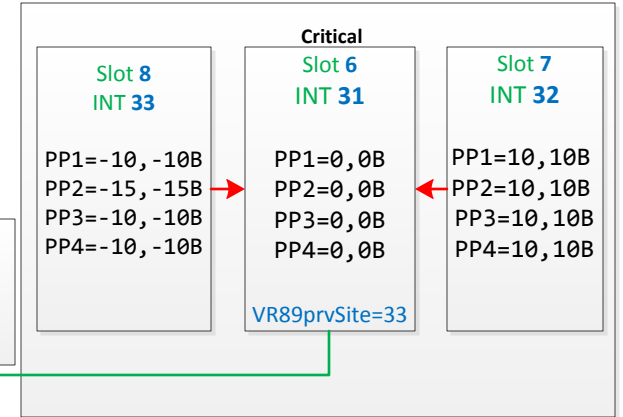 Critical
Slot 8
INT 33
PP1=-10,-10B
PP2=-15,-15B
PP3=-10,-10B
PP4=-10,-10B
Slot 6
INT 31
PP1=0,0B
PP2=0,0B
PP3=0,0B
PP4=0,0B
VR89prvSite=33
Slot 7
INT 32
PP1=10,10B
PP2=10,10B
PP3=10,10B
PP4=10,10B